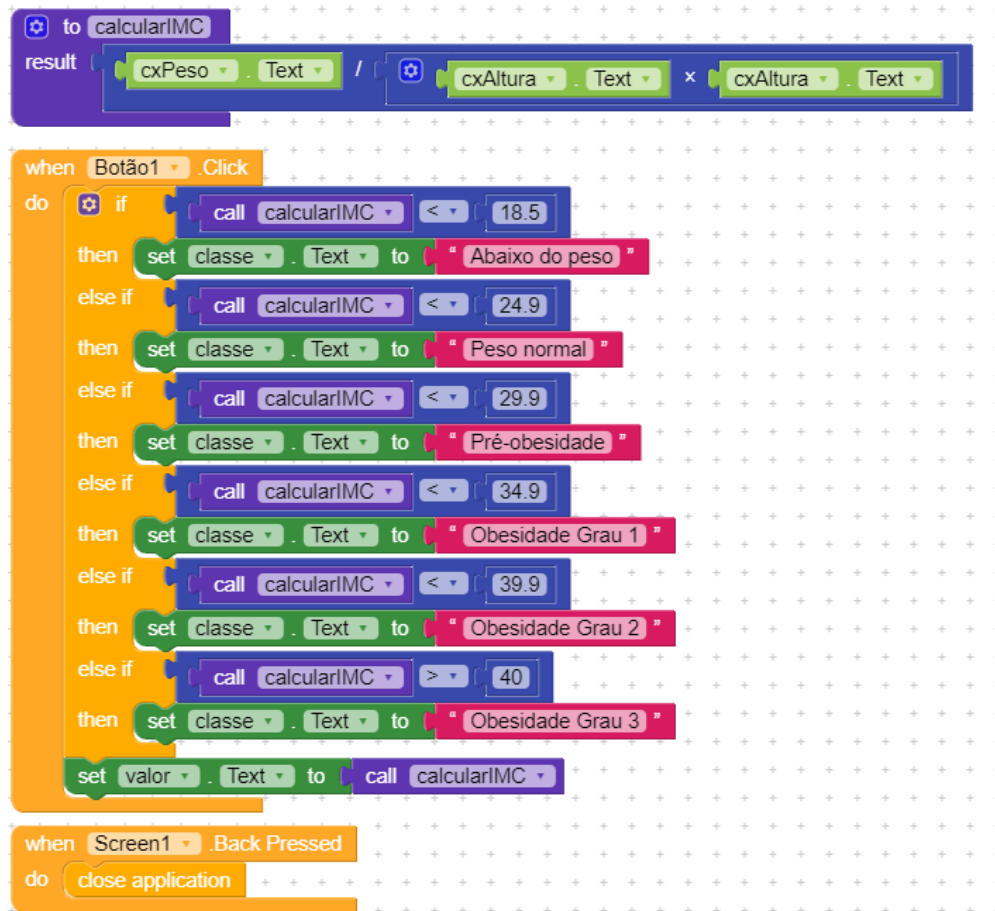 to calcularIMC
result cxPeso . Text / cxAltura . Text × cxAltura . Text
when Botão1 .Click
do if call calcularIMC < 18.5
then set classe . Text to " Abaixo do peso "
else if call calcularIMC < 24.9
then set classe . Text to " Peso normal "
else if call calcularIMC < 29.9
then set classe . Text to " Pré-obesidade "
else if call calcularIMC < 34.9
then set classe . Text to " Obesidade Grau 1 "
else if call calcularIMC < 39.9
then set classe . Text to " Obesidade Grau 2 "
else if call calcularIMC > 40
then set classe . Text to " Obesidade Grau 3 "
set valor . Text to call calcularIMC
when Screen1 .Back Pressed
do close application